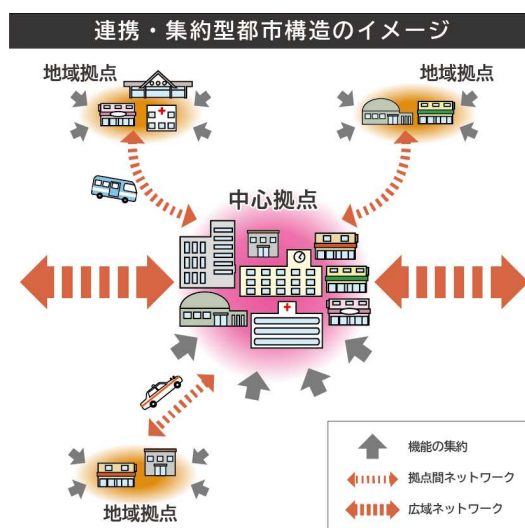 連携・集約型都市構造のイメージ
地域拠点
地域拠点
中心拠点
地域拠点
機能の集約
拠点間ネットワーク
広域ネットワーク